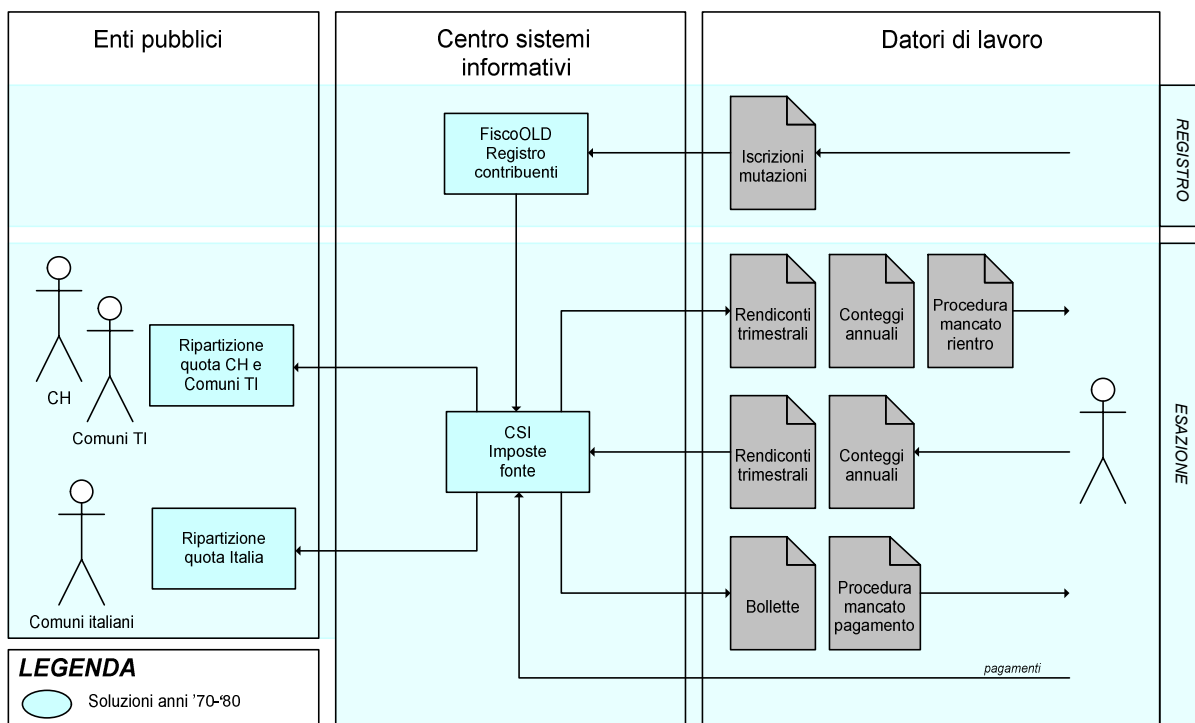 Enti pubblici
Centro sistemi
informativi
Datori di lavoro
REGISTRO
FiscoOLD
Registro
contribuenti
Iscrizioni
mutazioni
ESAZIONE
CH
Comuni TI
Ripartizione
quota CH e
Comuni TI
Rendiconti
trimestrali
Conteggi
annuali
Procedura
mancato
rientro
CSI
Imposte
fonte
Rendiconti
trimestrali
Conteggi
annuali
Comuni italiani
Ripartizione
quota Italia
Bollette
Procedura
mancato
pagamento
pagamenti
LEGENDA
Soluzioni anni '70-'80